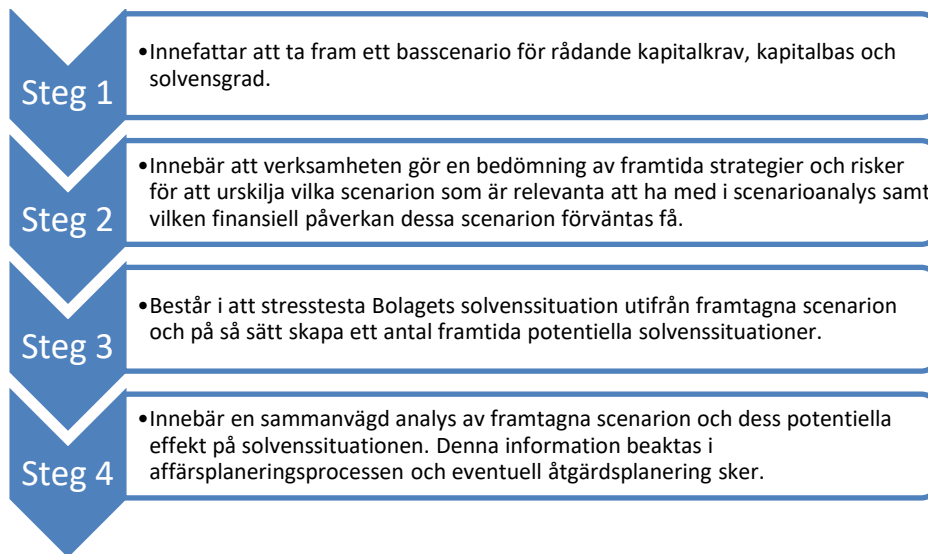 Steg 1
•Innefattar att ta fram ett basscenario för rådande kapitalkrav, kapitalbas och
solvensgrad.
Steg 2
•Innebär att verksamheten gör en bedömning av framtida strategier och risker
för att urskilja vilka scenarion som är relevanta att ha med i scenarioanalys samt
vilken finansiell påverkan dessa scenarion förväntas få.
Steg 3
•Består i att stresstesta Bolagets solvenssituation utifrån framtagna scenarion
och på så sätt skapa ett antal framtida potentiella solvenssituationer.
Steg 4
•Innebär en sammanvägd analys av framtagna scenarion och dess potentiella
effekt på solvenssituationen. Denna information beaktas i
affärsplaneringsprocessen och eventuell åtgärdsplanering sker.